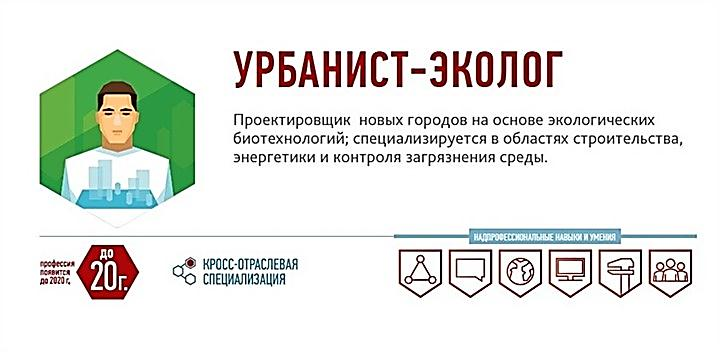 УРБАНИСТ-ЭКОЛОГ
Проектировщик новых городов на основе экологических
биотехнологий; специализируется в областях строительства,
энергетики и контроля загрязнения среды.
НАДПРОФЕССИОНАЛЬНЫЕ НАВЫКИ И УМЕНИЯ
профессия
появится
до 2020 г.
ДО
20г.
КРОСС-ОТРАСЛЕВАЯ
СПЕЦИАЛИЗАЦИЯ